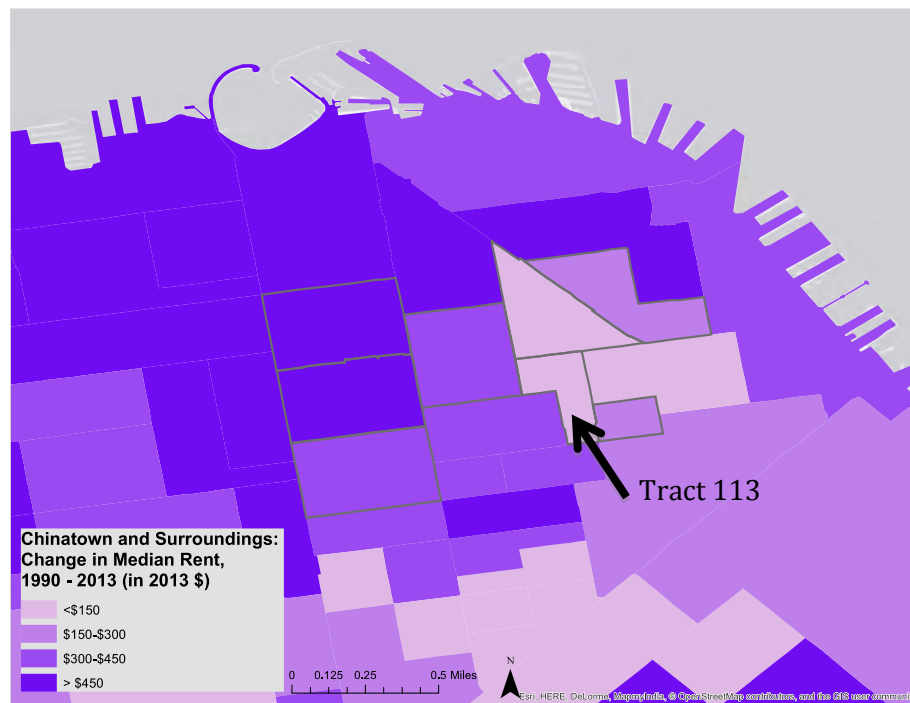 Tract 113
Chinatown and Surroundings:
Change in Median Rent,
1990 - 2013 (in 2013 $)
<$150
$150-$300
$300-$450
> $450
0 0.125 0.25 0.5 Miles
N
Esri, HERE, DeLorme, MapmyIndia, © OpenStreetMap contributors, and the GIS user communi